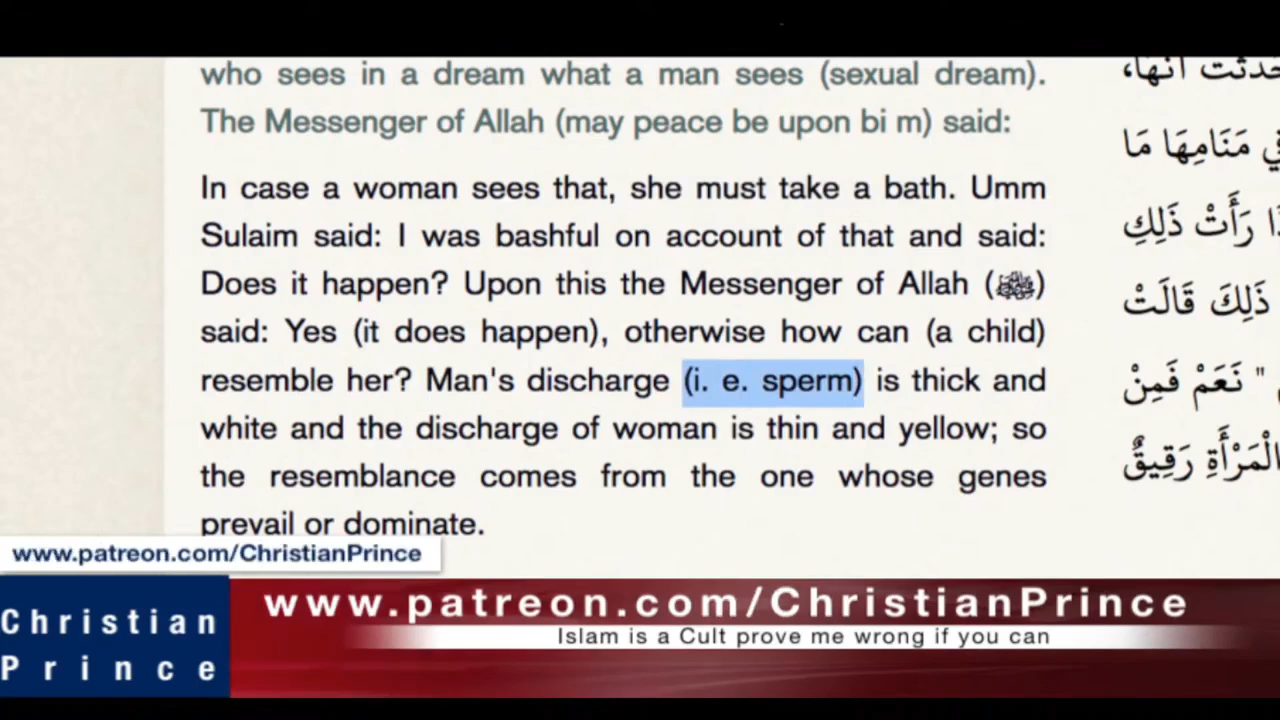 who sees in a dream what a man sees (sexual dream).
The Messenger of Allah (may peace be upon bi m) said:
In case a woman sees that, she must take a bath. Umm
Sulaim said: I was bashful on account of that and said:
Does it happen? Upon this the Messenger of Allah (ﷺ)
said: Yes (it does happen), otherwise how can (a child)
resemble her? Man's discharge (i. e. sperm) is thick and
white and the discharge of woman is thin and yellow; so
the resemblance comes from the one whose genes
prevail or dominate.
مَنَامِهَا مَا
رَأَتْ ذَلِكِ
ذَلِكَ قَالَتْ
" نَعَمْ فَمِنْ
الْمَرْأَةِ رَقِيقٌ
www.patreon.com/ChristianPrince
www.patreon.com/ChristianPrince
Islam is a Cult prove me wrong if you can
Christian
Prince